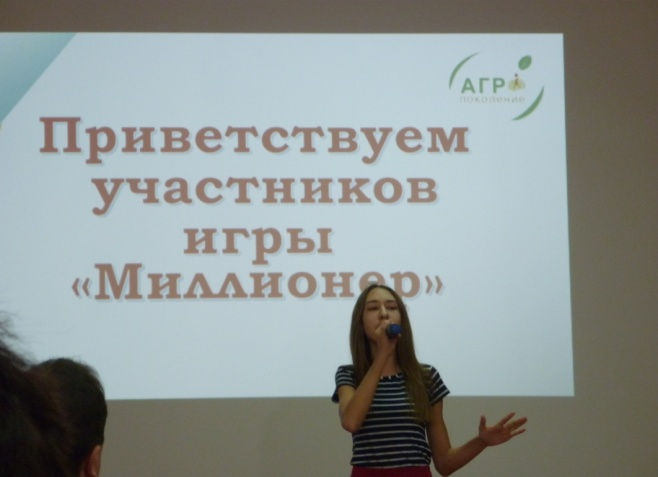 АГРО
поколение
Приветствуем
участников
игры
«Миллионер»